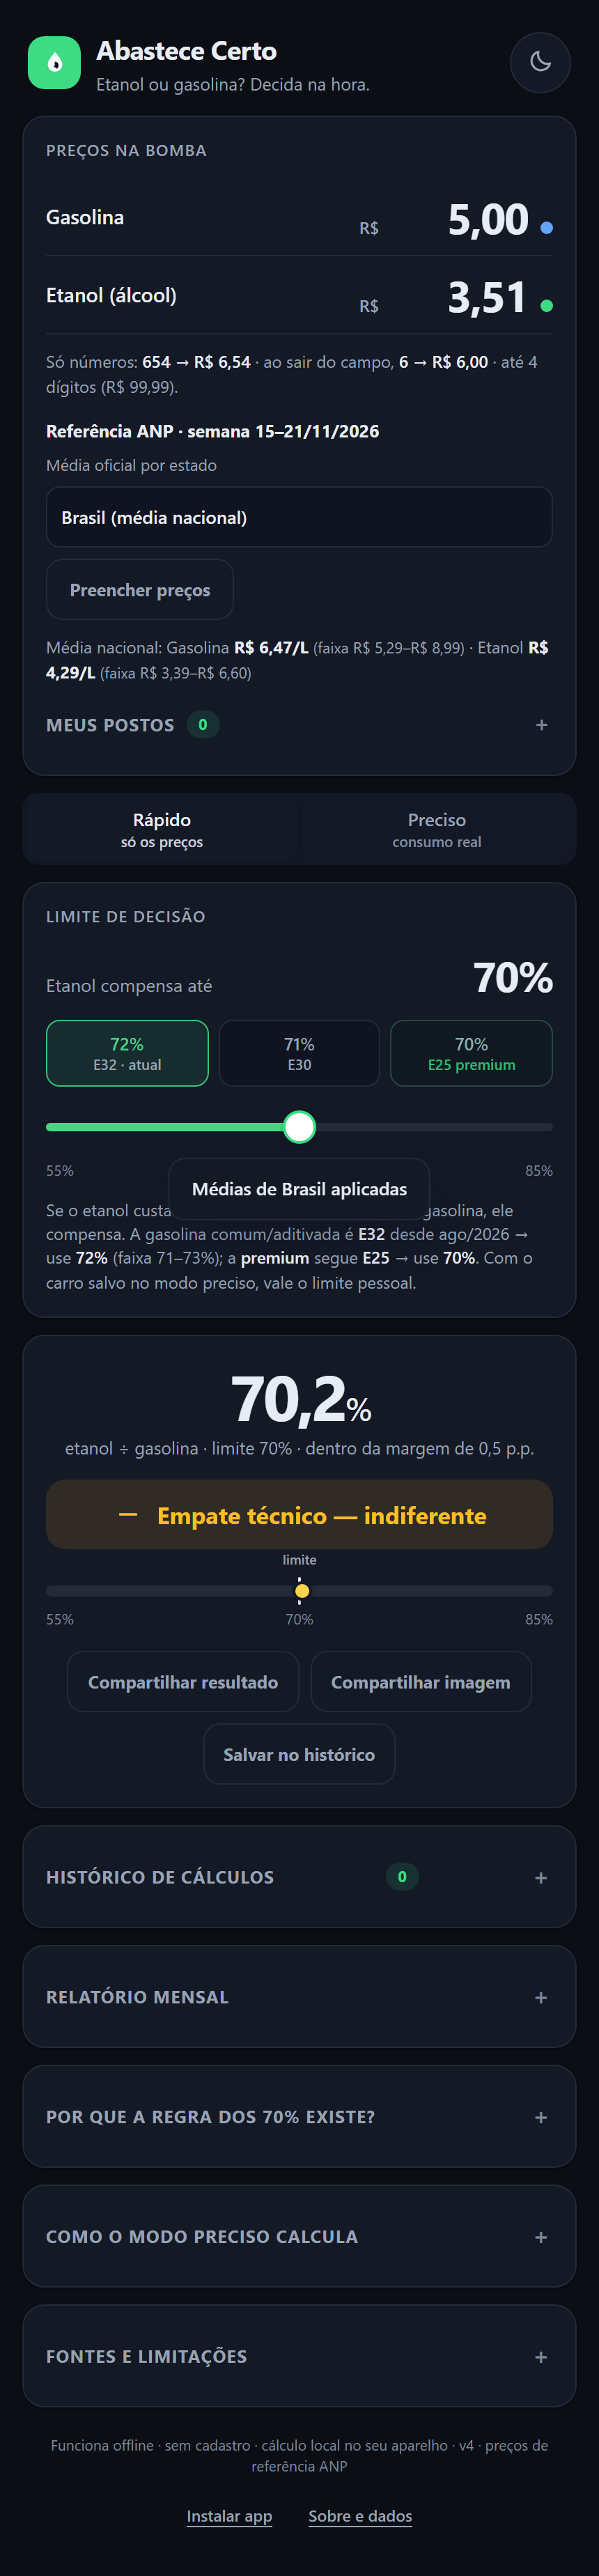 Abastece Certo
Etanol ou gasolina? Decida na hora.
PREÇOS NA BOMBA
Gasolina R$ 5,00
Etanol (álcool) R$ 3,51
Só números: 654 → R$ 6,54 · ao sair do campo, 6 → R$ 6,00 · até 4
dígitos (R$ 99,99).
Referência ANP · semana 15–21/11/2026
Média oficial por estado
Brasil (média nacional)
Preencher preços
Média nacional: Gasolina R$ 6,47/L (faixa R$ 5,29–R$ 8,99) · Etanol R$
4,29/L (faixa R$ 3,39–R$ 6,60)
MEUS POSTOS 0 +
Rápido
só os preços
Preciso
consumo real
LIMITE DE DECISÃO
Etanol compensa até 70%
72%
E32 · atual
71%
E30
70%
E25 premium
55% 85%
Médias de Brasil aplicadas
Se o etanol custa gasolina, ele
compensa. A gasolina comum/aditivada é E32 desde ago/2026 →
use 72% (faixa 71–73%); a premium segue E25 → use 70%. Com o
carro salvo no modo preciso, vale o limite pessoal.
70,2%
etanol ÷ gasolina · limite 70% · dentro da margem de 0,5 p.p.
— Empate técnico — indiferente
limite
55% 70% 85%
Compartilhar resultado
Compartilhar imagem
Salvar no histórico
HISTÓRICO DE CÁLCULOS 0 +
RELATÓRIO MENSAL +
POR QUE A REGRA DOS 70% EXISTE? +
COMO O MODO PRECISO CALCULA +
FONTES E LIMITAÇÕES +
Funciona offline · sem cadastro · cálculo local no seu aparelho · v4 · preços de
referência ANP
Instalar app Sobre e dados